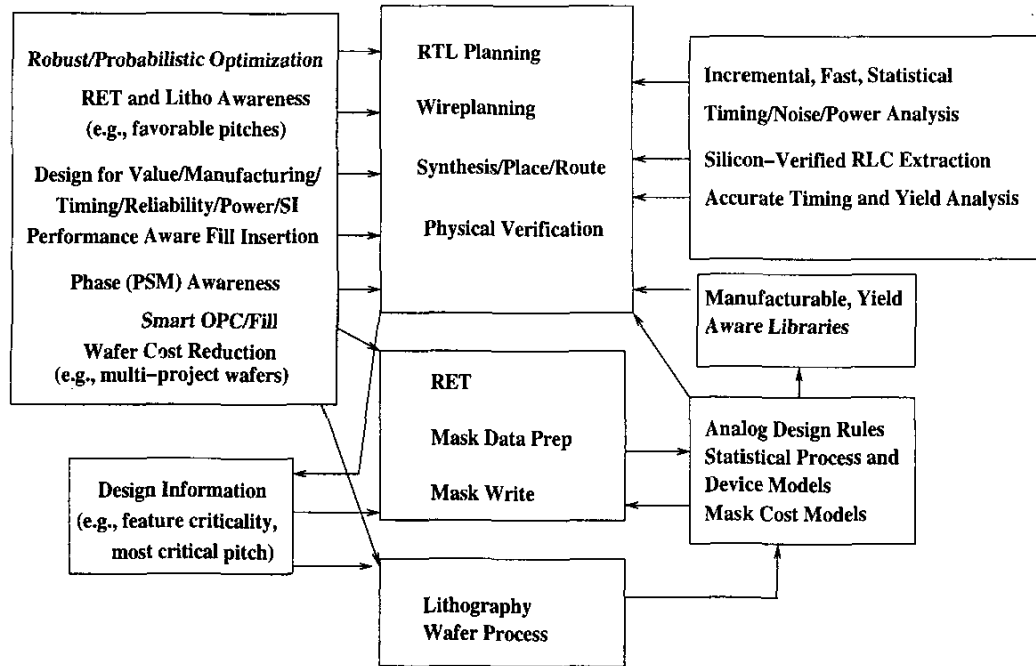 Robust/Probabilistic Optimization
RET and Litho Awareness
(e.g., favorable pitches)
Design for Value/Manufacturing/
Timing/Reliability/Power/SI
Performance Aware Fill Insertion
Phase (PSM) Awareness
Smart OPC/Fill
Wafer Cost Reduction
(e.g., multi-project wafers)
RTL Planning
Wireplanning
Synthesis/Place/Route
Physical Verification
Incremental, Fast, Statistical
Timing/Noise/Power Analysis
Silicon-Verified RLC Extraction
Accurate Timing and Yield Analysis
Manufacturable, Yield
Aware Libraries
RET
Mask Data Prep
Mask Write
Analog Design Rules
Statistical Process and
Device Models
Mask Cost Models
Design Information
(e.g., feature criticality,
most critical pitch)
Lithography
Wafer Process